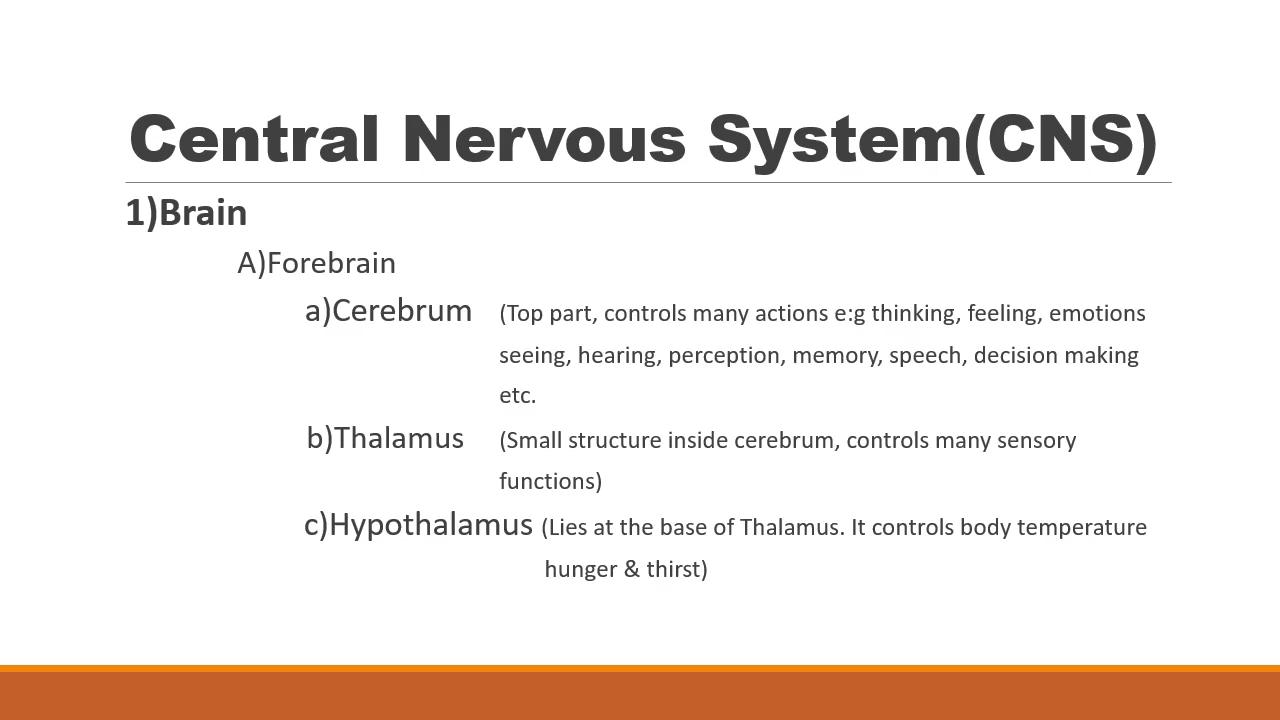 Central Nervous System(CNS)
1)Brain
A)Forebrain
a)Cerebrum (Top part, controls many actions e:g thinking, feeling, emotions
seeing, hearing, perception, memory, speech, decision making
etc.
b)Thalamus (Small structure inside cerebrum, controls many sensory
functions)
c)Hypothalamus (Lies at the base of Thalamus. It controls body temperature
hunger & thirst)